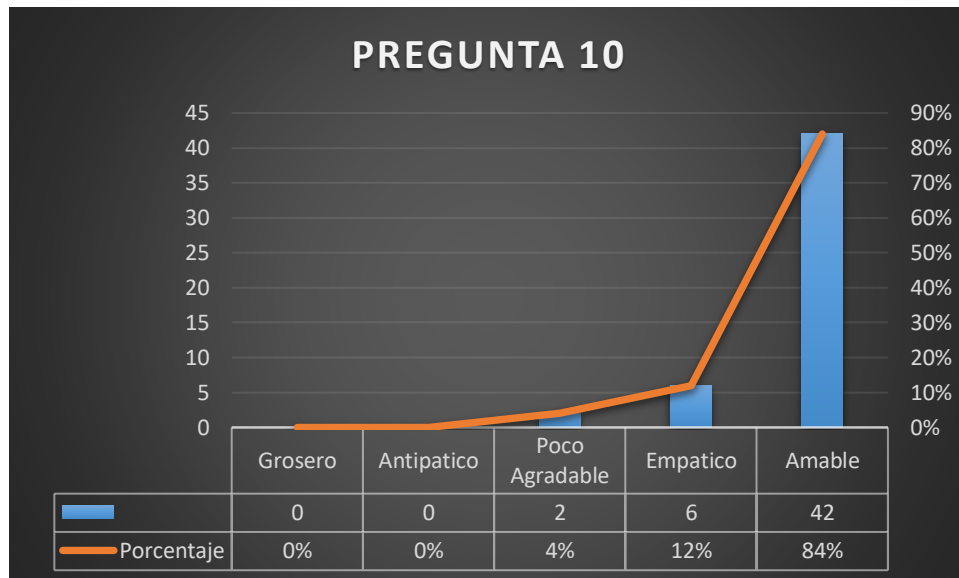 PREGUNTA 10
45 90%
40 80%
35 70%
30 60%
25 50%
20 40%
15 30%
10 20%
5 10%
0 0%
Grosero Antipatico Poco Agradable Empatico Amable
0 0 2 6 42
Porcentaje 0% 0% 4% 12% 84%